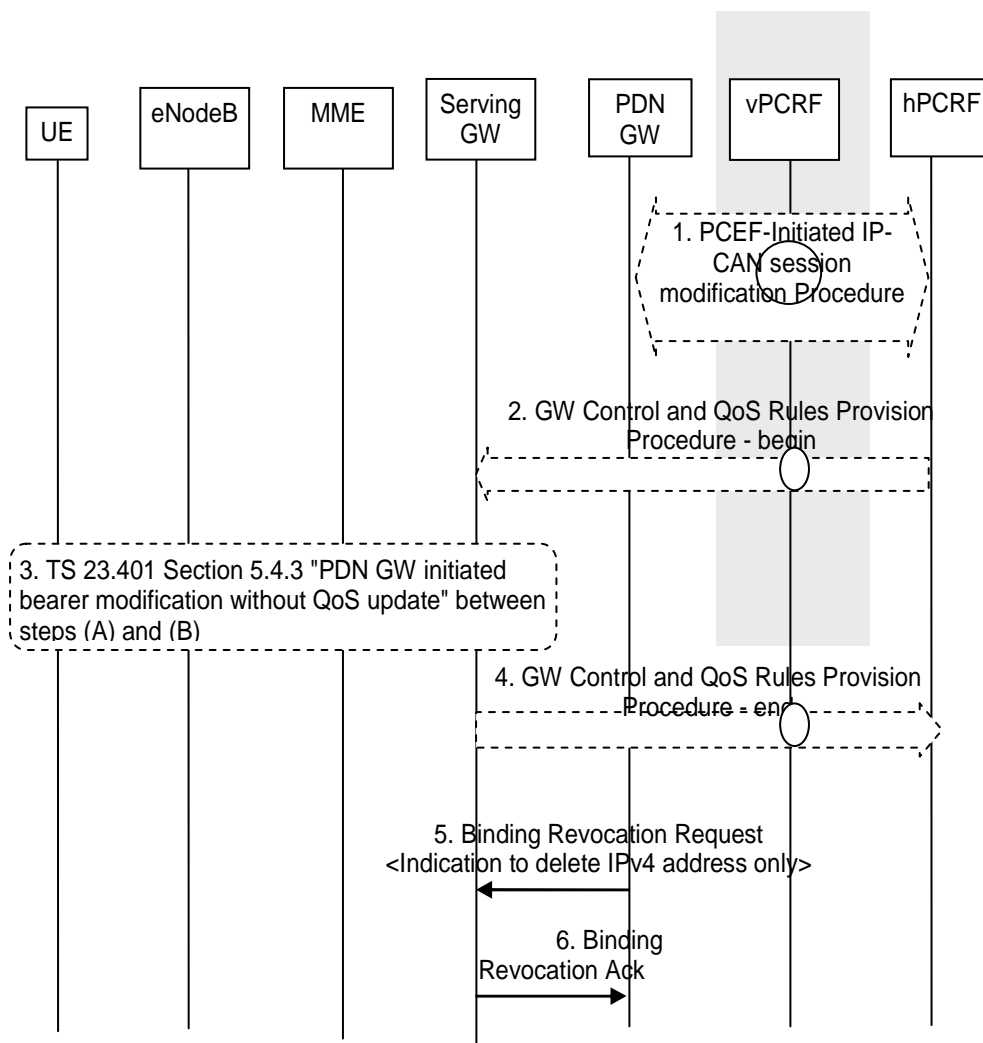 UE
eNodeB
MME
Serving
GW
PDN
GW
vPCRF
hPCRF
1. PCEF-Initiated IP-
CAN session
modification Procedure
2. GW Control and QoS Rules Provision
Procedure - begin
3. TS 23.401 Section 5.4.3 "PDN GW initiated
bearer modification without QoS update" between
steps (A) and (B)
4. GW Control and QoS Rules Provision
Procedure - end
5. Binding Revocation Request
<Indication to delete IPv4 address only>
6. Binding
Revocation Ack